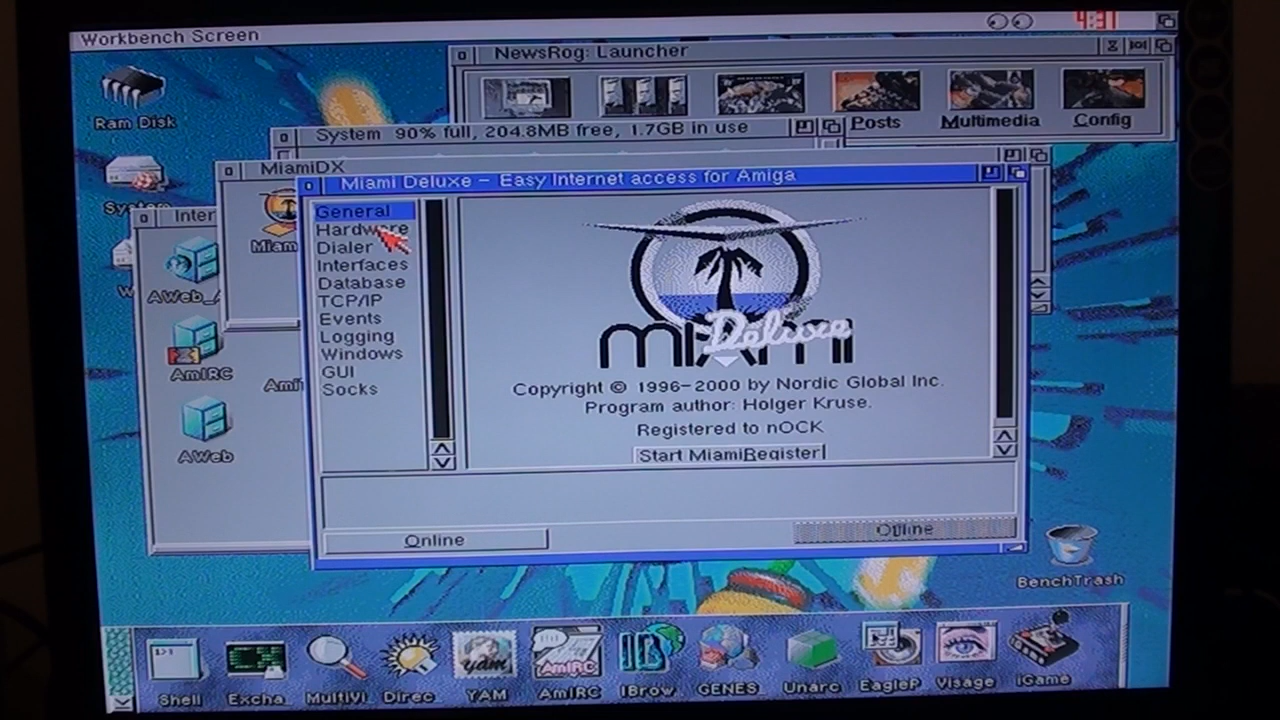 Workbench Screen
4:31
NewsRog: Launcher
Ram Disk
Posts
Multimedia
Config
System 90% full, 204.8MB free, 1.7GB in use
MiamiDX
Miami Deluxe – Easy Internet access for Amiga
General
Hardware
Dialer
Interfaces
Database
TCP/IP
Events
Logging
Windows
GUI
Socks
Inter
AWeb_
AmIRC
AWeb
MIAMI
Deluxe
Copyright © 1996-2000 by Nordic Global Inc.
Program author: Holger Kruse.
Registered to nOCK
Start MiamiRegister
Online
Offline
BenchTrash
Shell
Excha
MultiVi
Direc
YAM
AmIRC
IBrow
GENES
Unarc
EagleP
Visage
iGame